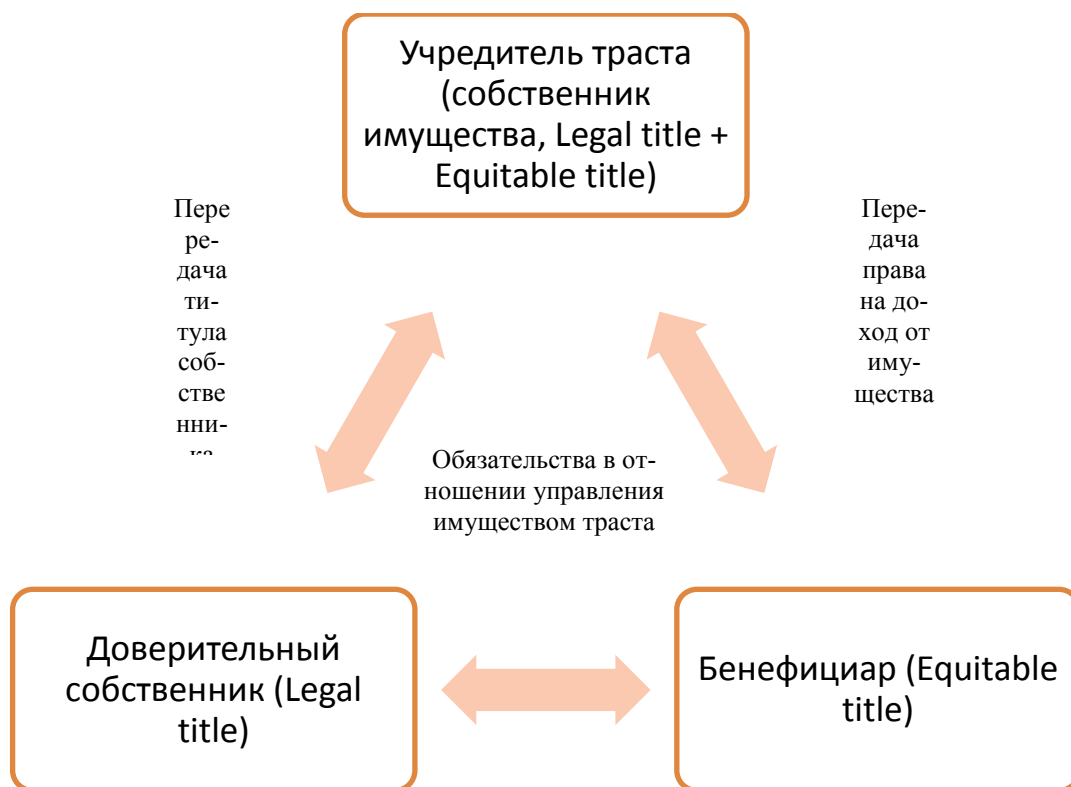 Учредитель траста
(собственник
имущества, Legal title +
Equitable title)
Пере
ре-
дача
ти-
тула
соб-
стве
нни-
ка
Пере-
дача
права
на до-
ход от
иму-
щества
Обязательства в от-
ношении управления
имуществом траста
Доверительный
собственник (Legal
title)
Бенефициар (Equitable
title)